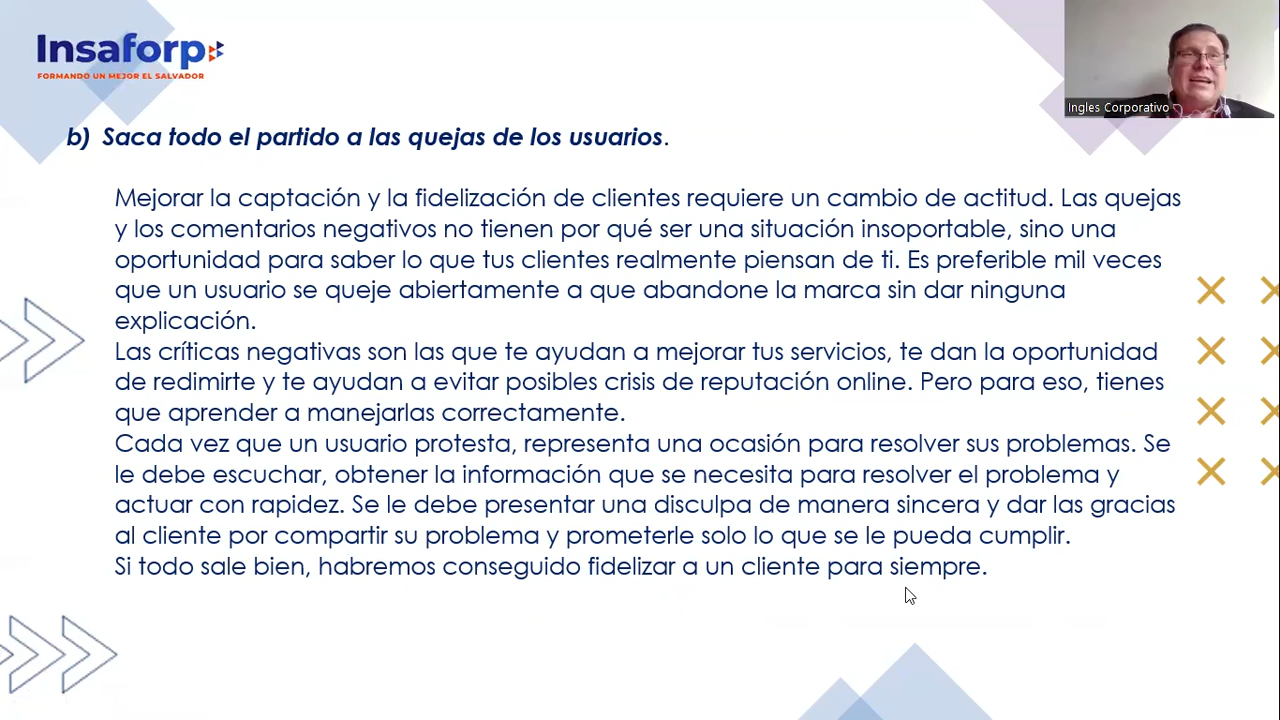 Insaforp
FORMANDO UN MEJOR EL SALVADOR
Ingles Corporativo
b) Saca todo el partido a las quejas de los usuarios.
Mejorar la captación y la fidelización de clientes requiere un cambio de actitud. Las quejas
y los comentarios negativos no tienen por qué ser una situación insoportable, sino una
oportunidad para saber lo que tus clientes realmente piensan de ti. Es preferible mil veces
que un usuario se queje abiertamente a que abandone la marca sin dar ninguna
explicación.
Las críticas negativas son las que te ayudan a mejorar tus servicios, te dan la oportunidad
de redimirte y te ayudan a evitar posibles crisis de reputación online. Pero para eso, tienes
que aprender a manejarlas correctamente.
Cada vez que un usuario protesta, representa una ocasión para resolver sus problemas. Se
le debe escuchar, obtener la información que se necesita para resolver el problema y
actuar con rapidez. Se le debe presentar una disculpa de manera sincera y dar las gracias
al cliente por compartir su problema y prometerle solo lo que se le pueda cumplir.
Si todo sale bien, habremos conseguido fidelizar a un cliente para siempre.